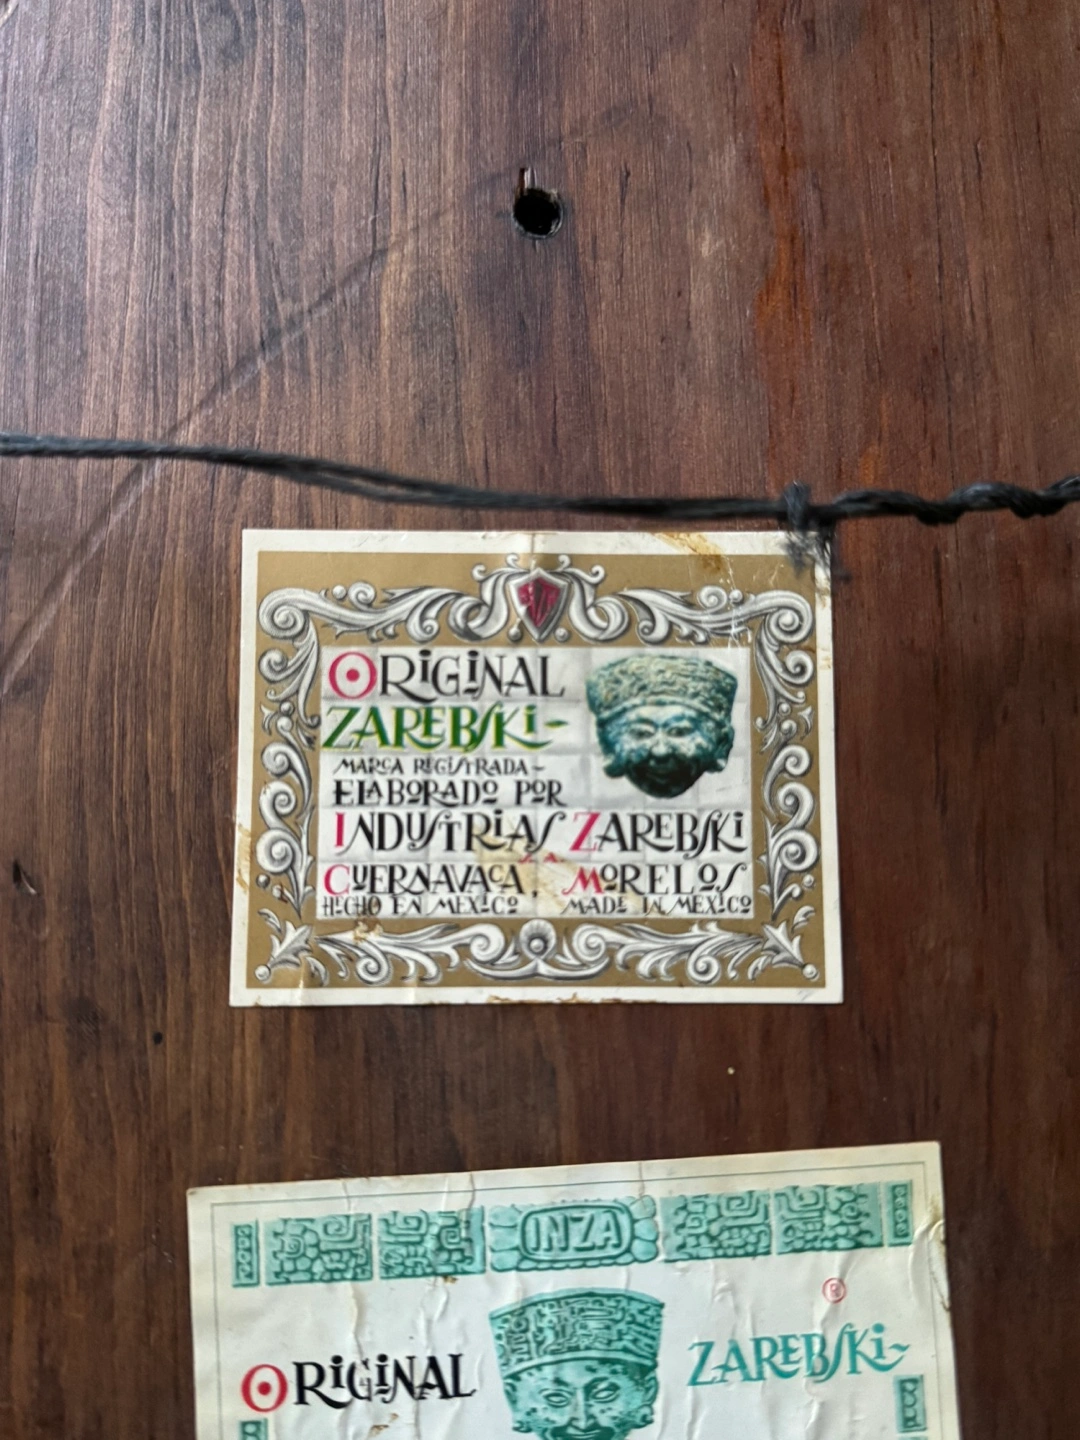 ORIGINAL
ZAREBSKI-
MARCA REGISTRADA-
ELABORADO POR
INDUSTRIAS ZAREBSKI
S.A.
CUERNAVACA, MORELOS
HECHO EN MEXICO MADE IN MEXICO
INZA
®
ORIGINAL ZAREBSKI-